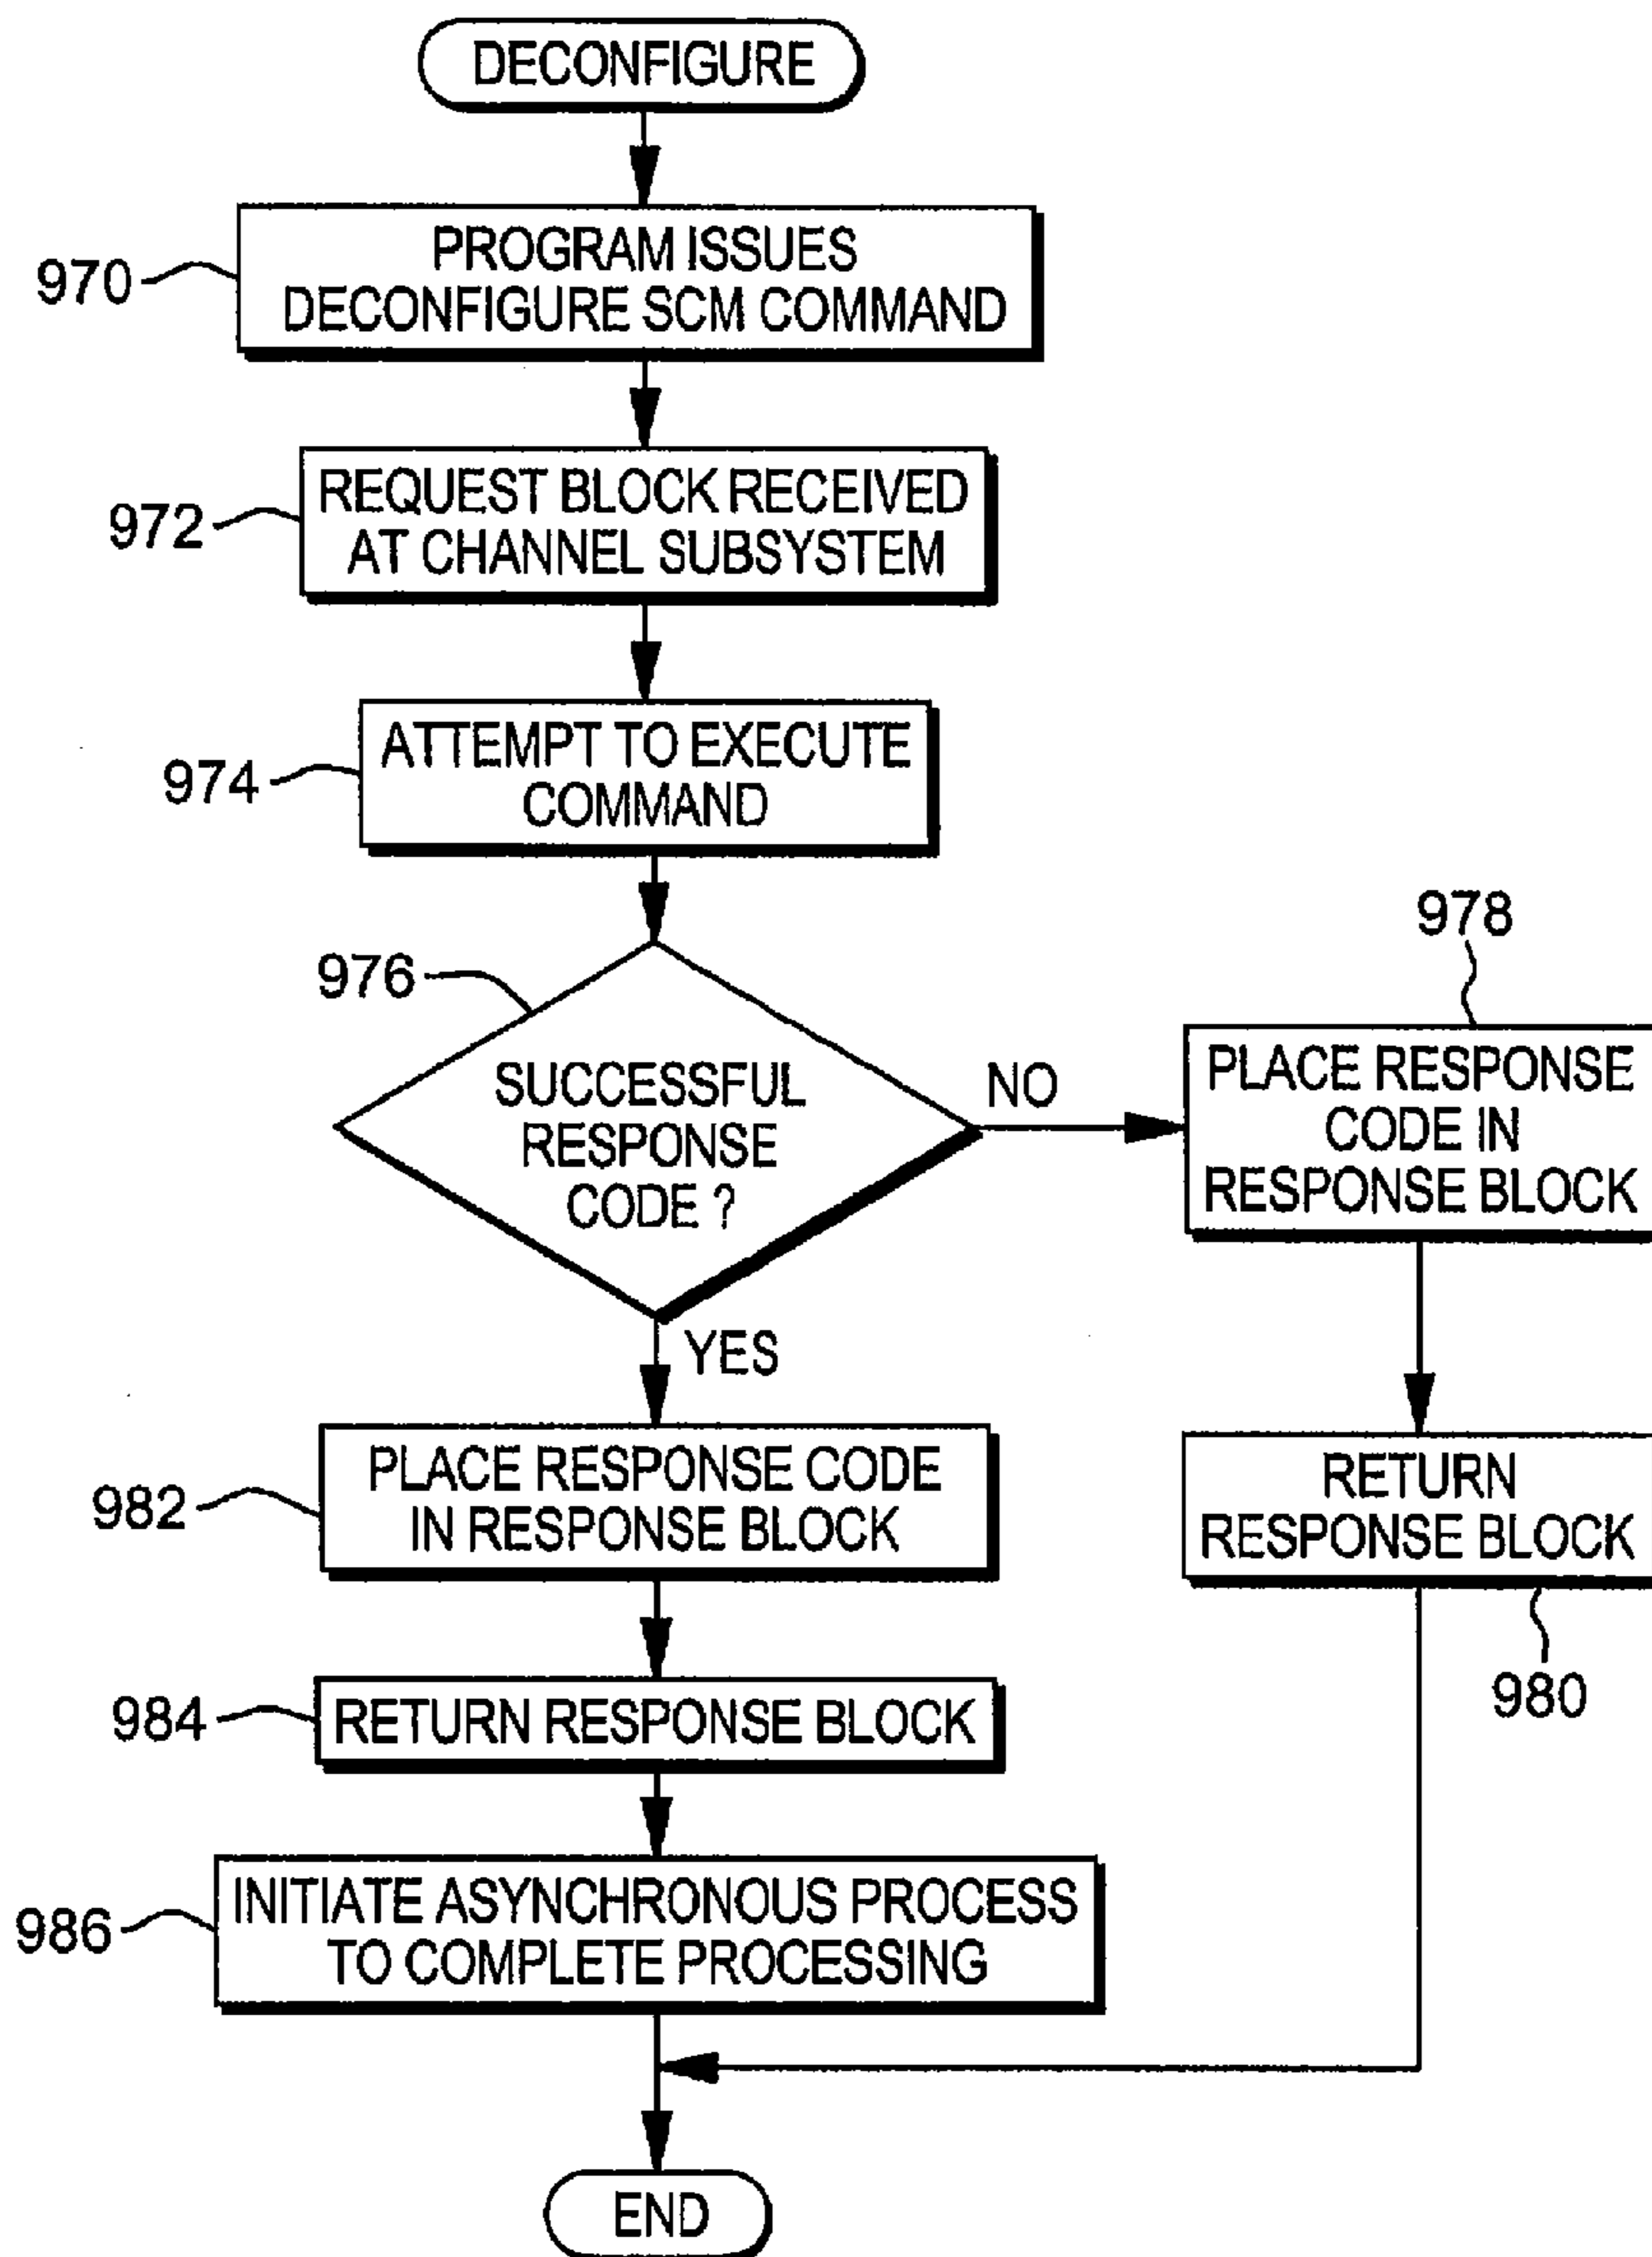 DECONFIGURE
970
PROGRAM ISSUES
DECONFIGURE SCM COMMAND
972
REQUEST BLOCK RECEIVED
AT CHANNEL SUBSYSTEM
974
ATTEMPT TO EXECUTE
COMMAND
976
SUCCESSFUL
RESPONSE
CODE ?
NO
978
PLACE RESPONSE
CODE IN
RESPONSE BLOCK
RETURN
RESPONSE BLOCK
980
YES
982
PLACE RESPONSE CODE
IN RESPONSE BLOCK
984
RETURN RESPONSE BLOCK
986
INITIATE ASYNCHRONOUS PROCESS
TO COMPLETE PROCESSING
END